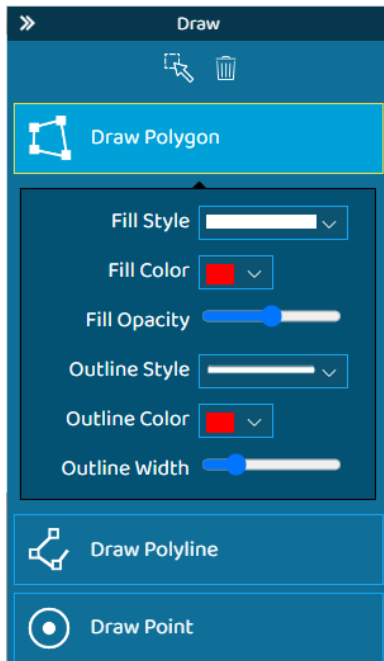 Draw
Draw Polygon
Fill Style
Fill Color
Fill Opacity
Outline Style
Outline Color
Outline Width
Draw Polyline
Draw Point